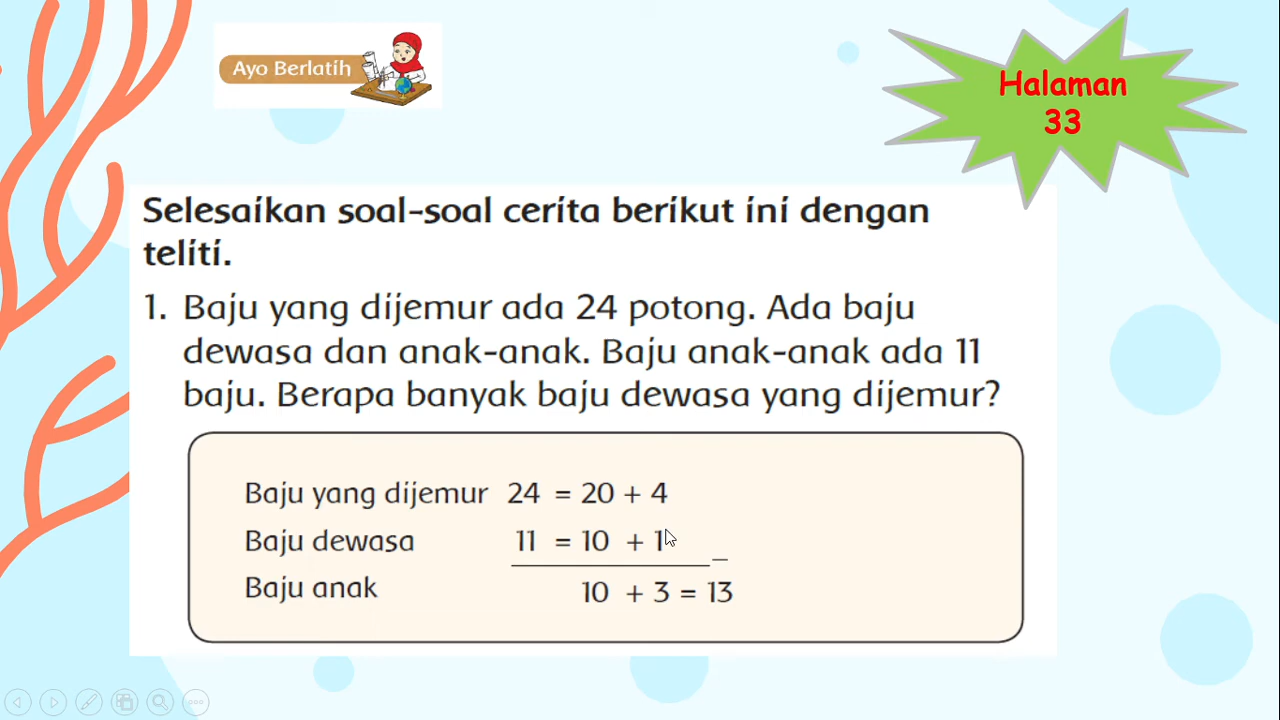 Ayo Berlatih
Halaman
33
Selesaikan soal-soal cerita berikut ini dengan
teliti.
1. Baju yang dijemur ada 24 potong. Ada baju
dewasa dan anak-anak. Baju anak-anak ada 11
baju. Berapa banyak baju dewasa yang dijemur?
Baju yang dijemur 24 = 20 + 4
Baju dewasa 11 = 10 + 1 –
Baju anak 10 + 3 = 13